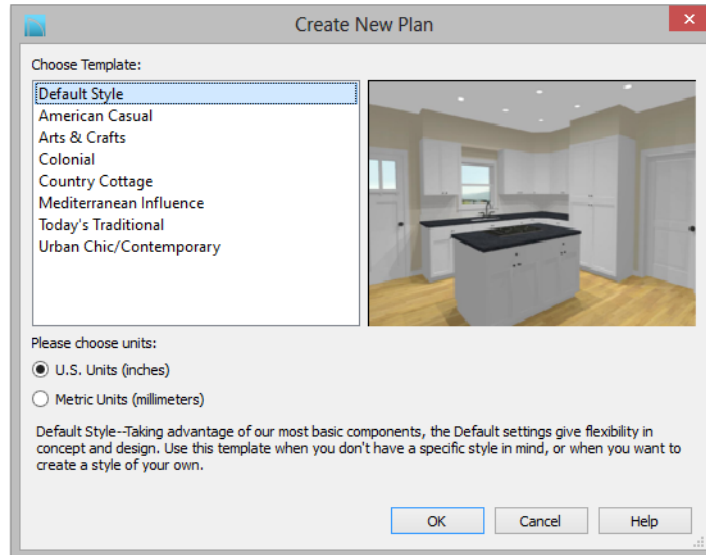 Create New Plan
Choose Template:
Default Style
American Casual
Arts & Crafts
Colonial
Country Cottage
Mediterranean Influence
Today's Traditional
Urban Chic/Contemporary
Please choose units:
U.S. Units (inches)
Metric Units (millimeters)
Default Style--Taking advantage of our most basic components, the Default settings give flexibility in
concept and design. Use this template when you don't have a specific style in mind, or when you want to
create a style of your own.
OK Cancel Help